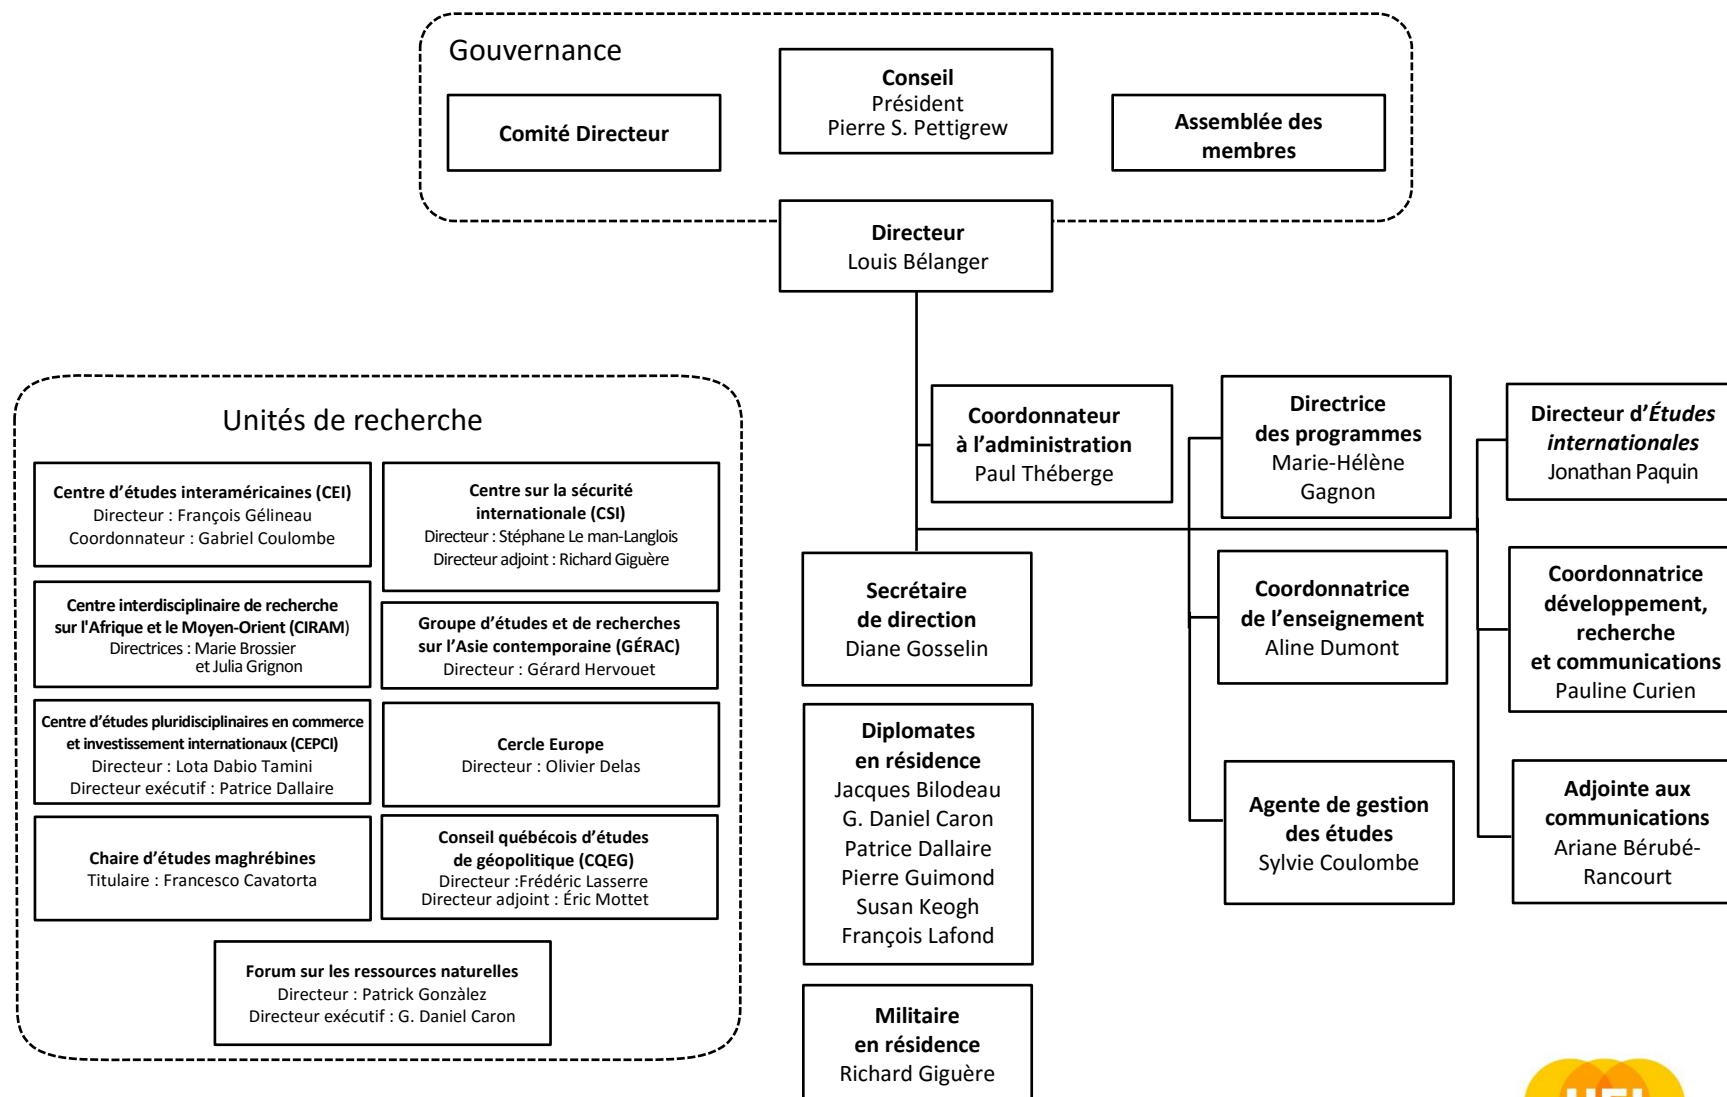 Gouvernance
Conseil
Président
Pierre S. Pettigrew
Comité Directeur
Assemblée des
membres
Directeur
Louis Bélanger
Unités de recherche
Centre d’études interaméricaines (CEI)
Directeur : François Gélineau
Coordonnateur : Gabriel Coulombe
Centre sur la sécurité
internationale (CSI)
Directeur : Stéphane Le man-Langlois
Directeur adjoint : Richard Giguère
Centre interdisciplinaire de recherche
sur l'Afrique et le Moyen-Orient (CIRAM)
Directrices : Marie Brossier
et Julia Grignon
Groupe d’études et de recherches
sur l’Asie contemporaine (GÉRAC)
Directeur : Gérard Hervouet
Centre d’études pluridisciplinaires en commerce
et investissement internationaux (CEPCI)
Directeur : Lota Dabio Tamini
Directeur exécutif : Patrice Dallaire
Cercle Europe
Directeur : Olivier Delas
Chaire d’études maghrébines
Titulaire : Francesco Cavatorta
Conseil québécois d’études
de géopolitique (CQEG)
Directeur :Frédéric Lasserre
Directeur adjoint : Éric Mottet
Forum sur les ressources naturelles
Directeur : Patrick Gonzàlez
Directeur exécutif : G. Daniel Caron
Coordonnateur
à l’administration
Paul Théberge
Directrice
des programmes
Marie-Hélène
Gagnon
Directeur d’Études
internationales
Jonathan Paquin
Secrétaire
de direction
Diane Gosselin
Coordonnatrice
de l’enseignement
Aline Dumont
Coordonnatrice
développement,
recherche
et communications
Pauline Curien
Diplomates
en résidence
Jacques Bilodeau
G. Daniel Caron
Patrice Dallaire
Pierre Guimond
Susan Keogh
François Lafond
Agente de gestion
des études
Sylvie Coulombe
Adjointe aux
communications
Ariane Bérubé-
Rancourt
Militaire
en résidence
Richard Giguère